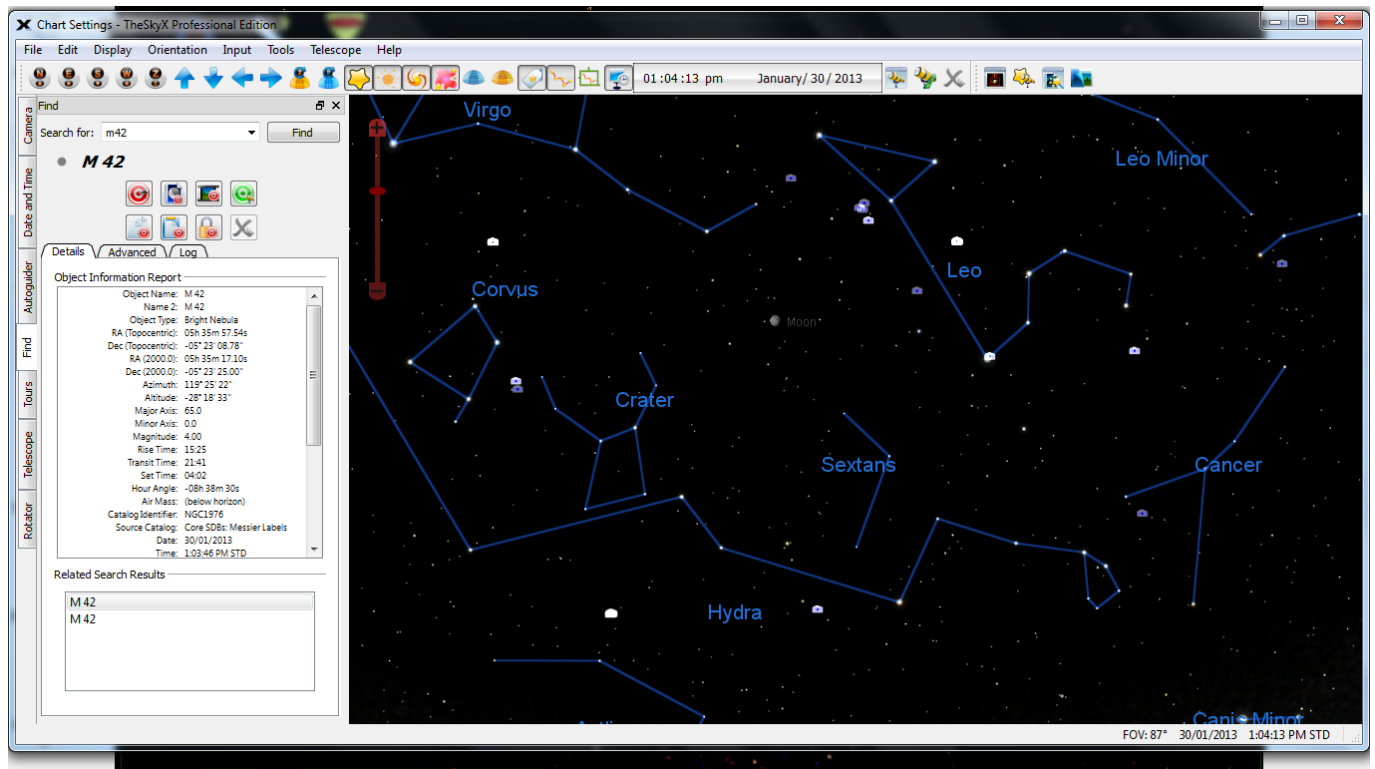 Chart Settings - TheSkyX Professional Edition
File Edit Display Orientation Input Tools Telescope Help
N E S W Z
01:04:13 pm January/ 30 / 2013
Camera
Date and Time
Autoguider
Find
Tours
Telescope
Rotator
Find
Search for: m42 Find
M 42
Details Advanced Log
Object Information Report
Object Name: M 42
Name 2: M 42
Object Type: Bright Nebula
RA (Topocentric): 05h 35m 57.54s
Dec (Topocentric): -05° 23' 08.78"
RA (2000.0): 05h 35m 17.10s
Dec (2000.0): -05° 23' 25.00"
Azimuth: 119° 25' 22"
Altitude: -28° 18' 33"
Major Axis: 65.0
Minor Axis: 0.0
Magnitude: 4.00
Rise Time: 15:25
Transit Time: 21:41
Set Time: 04:02
Hour Angle: -08h 38m 30s
Air Mass: (below horizon)
Catalog Identifier: NGC1976
Source Catalog: Core SDBs: Messier Labels
Date: 30/01/2013
Time: 1:03:46 PM STD
Related Search Results
M 42
M 42
Virgo
Leo Minor
Leo
Corvus
Moon
Crater
Sextans
Cancer
Hydra
Canis Minor
FOV: 87° 30/01/2013 1:04:13 PM STD